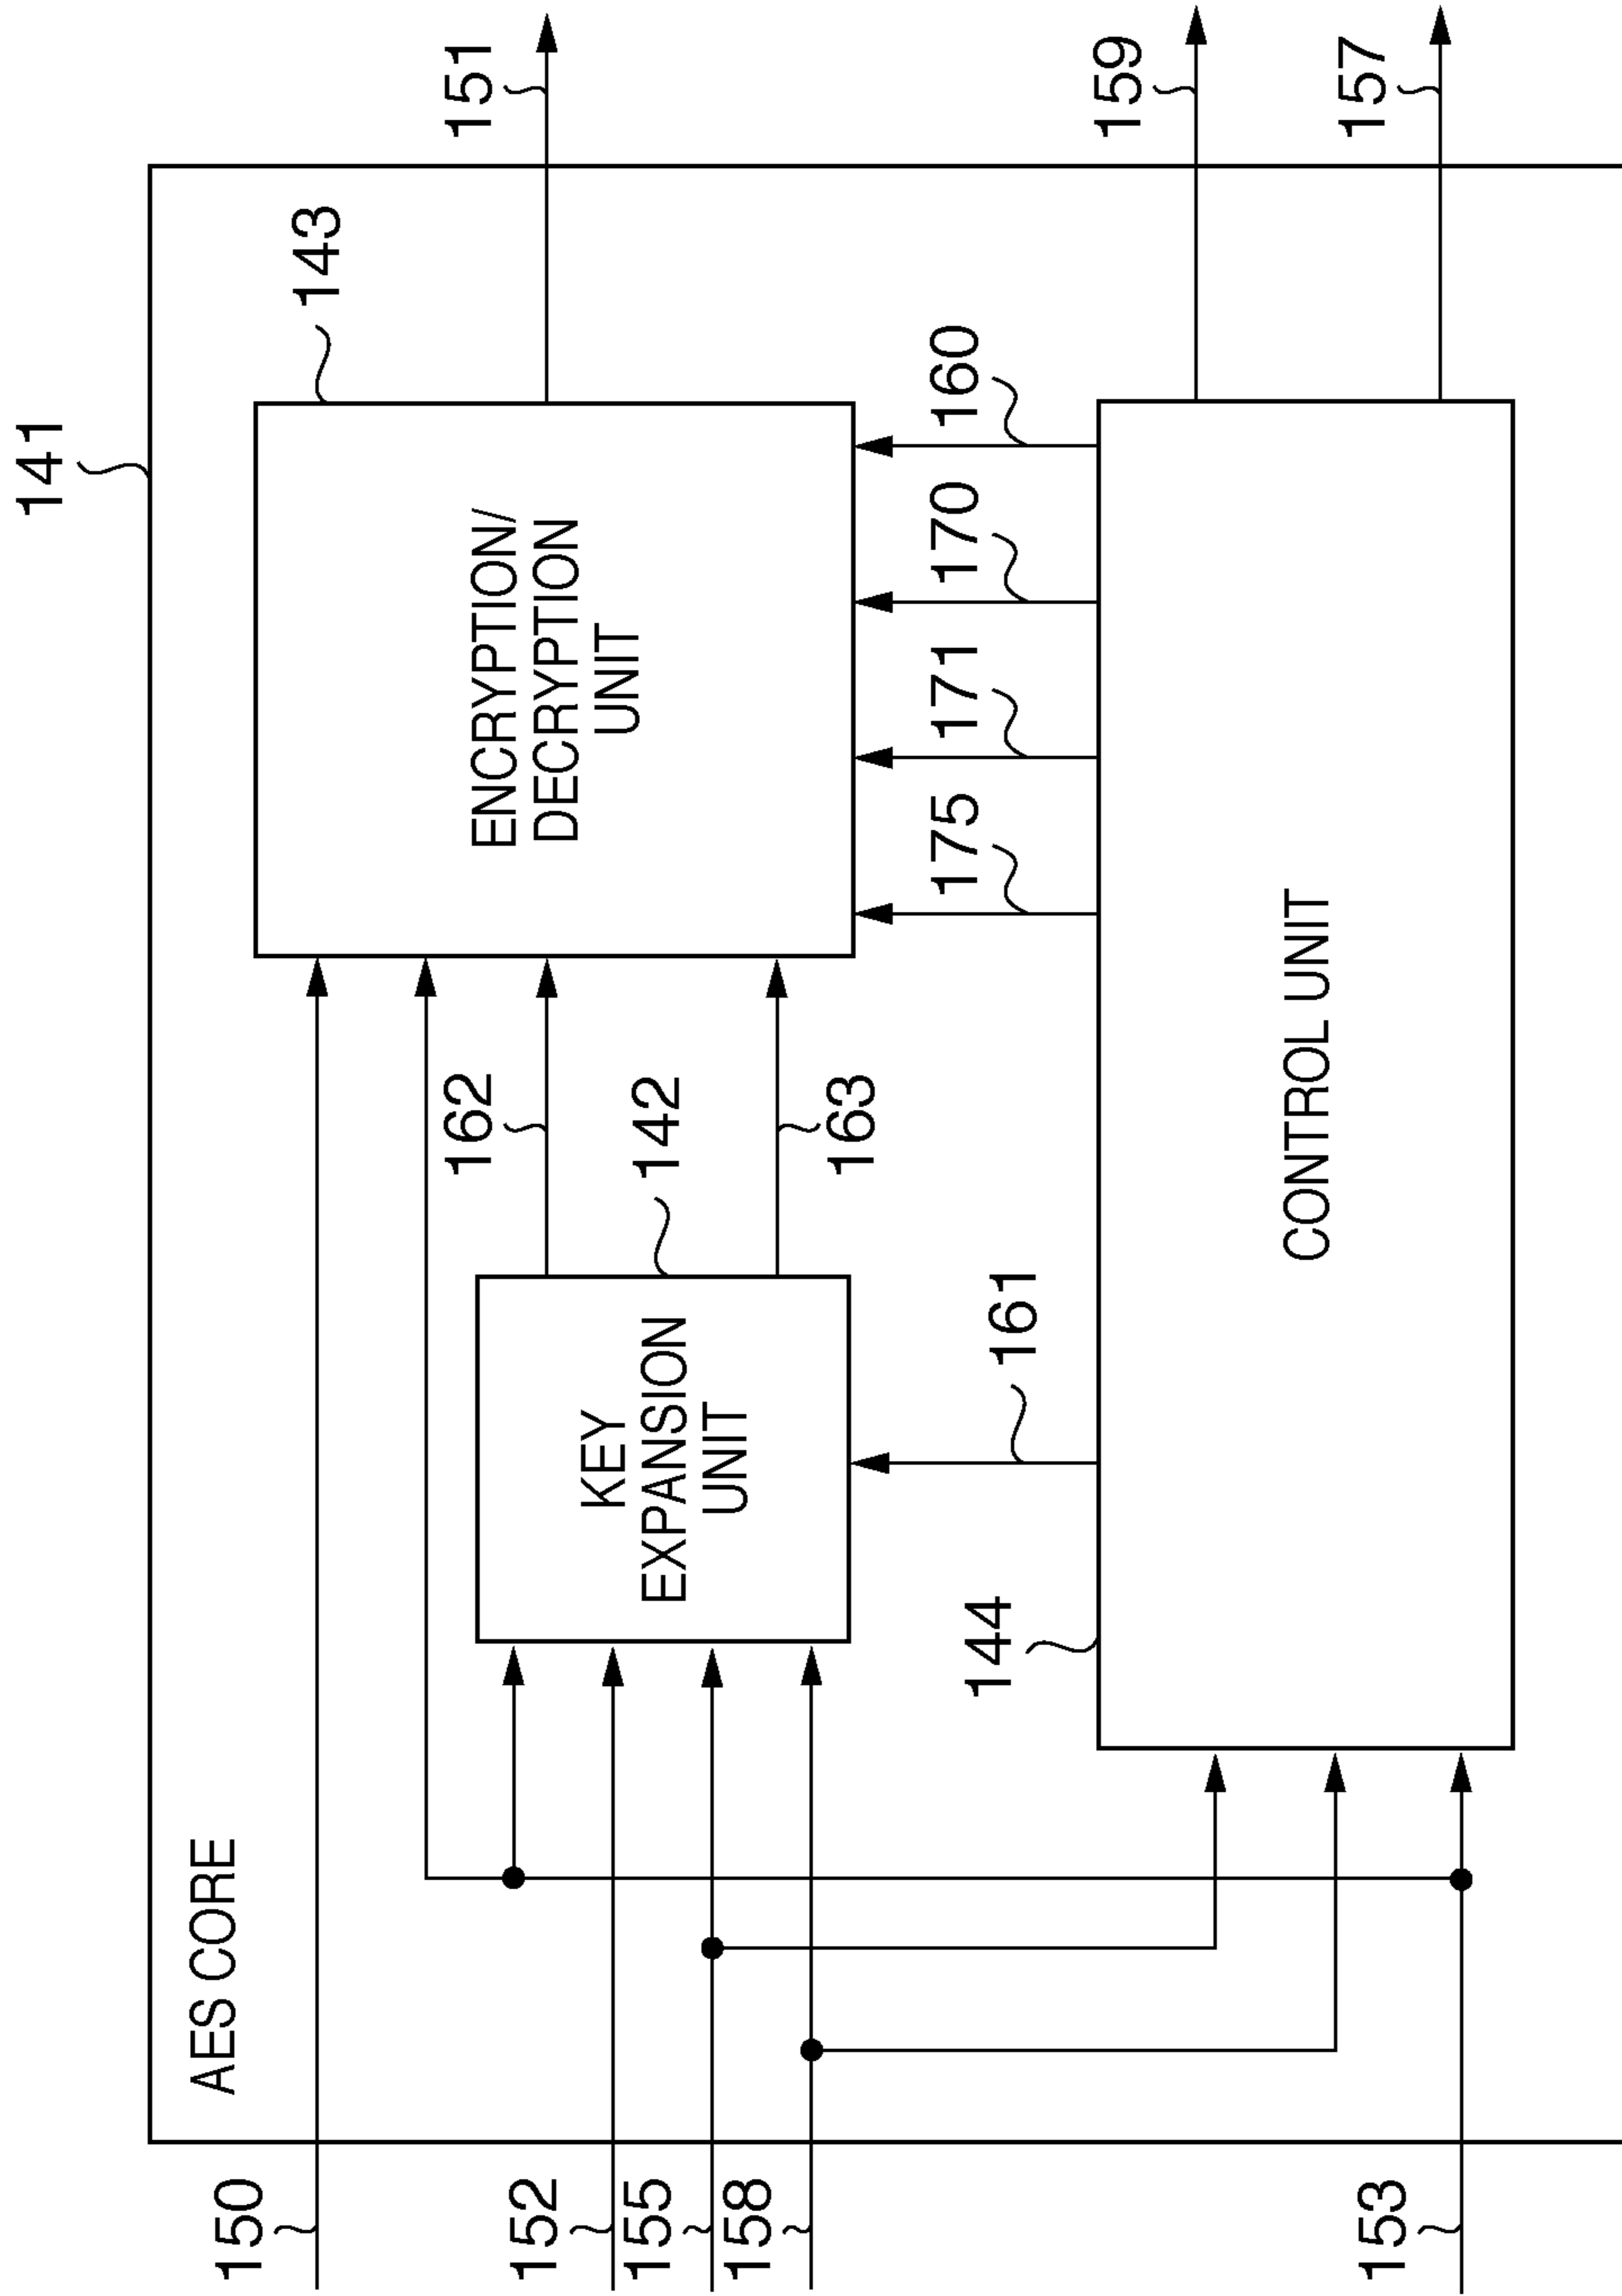 141
AES CORE
143
150
151
ENCRYPTION/
DECRYPTION
UNIT
162
142
152
KEY
EXPANSION
UNIT
155
163
158
175
171
170
160
161
144
159
CONTROL UNIT
153
157